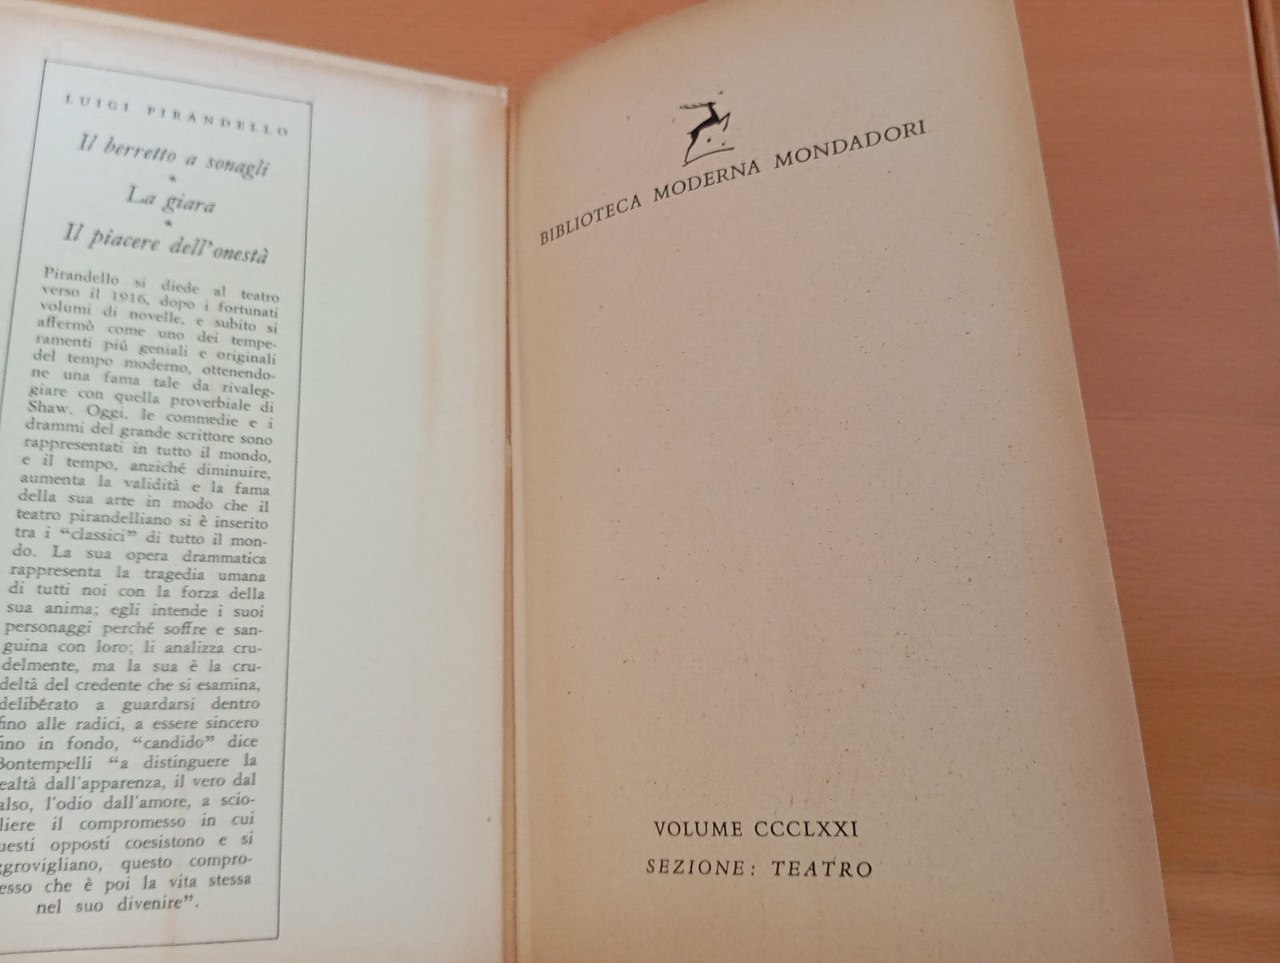 LUIGI PIRANDELLO
Il berretto a sonagli
*
La giara
*
Il piacere dell'onestà
Pirandello si diede al teatro
verso il 1916, dopo i fortunati
volumi di novelle, e subito si
affermò come uno dei tempe-
ramenti più geniali e originali
del tempo moderno, ottenendo-
ne una fama tale da rivaleg-
giare con quella proverbiale di
Shaw. Oggi, le commedie e i
drammi del grande scrittore sono
rappresentati in tutto il mondo,
e il tempo, anziché diminuire,
aumenta la validità e la fama
della sua arte in modo che il
teatro pirandelliano si è inserito
tra i "classici" di tutto il mon-
do. La sua opera drammatica
rappresenta la tragedia umana
di tutti noi con la forza della
sua anima; egli intende i suoi
personaggi perché soffre e san-
guina con loro; li analizza cru-
delmente, ma la sua è la cru-
deltà del credente che si esamina,
deliberato a guardarsi dentro
fino alle radici, a essere sincero
ino in fondo, "candido" dice
Bontempelli "a distinguere la
ealtà dall'apparenza, il vero dal
also, l'odio dall'amore, a scio-
liere il compromesso in cui
uesti opposti coesistono e si
ggrovigliano, questo compro-
esso che è poi la vita stessa
nel suo divenire".
BIBLIOTECA MODERNA MONDADORI
VOLUME CCCLXXI
SEZIONE: TEATRO